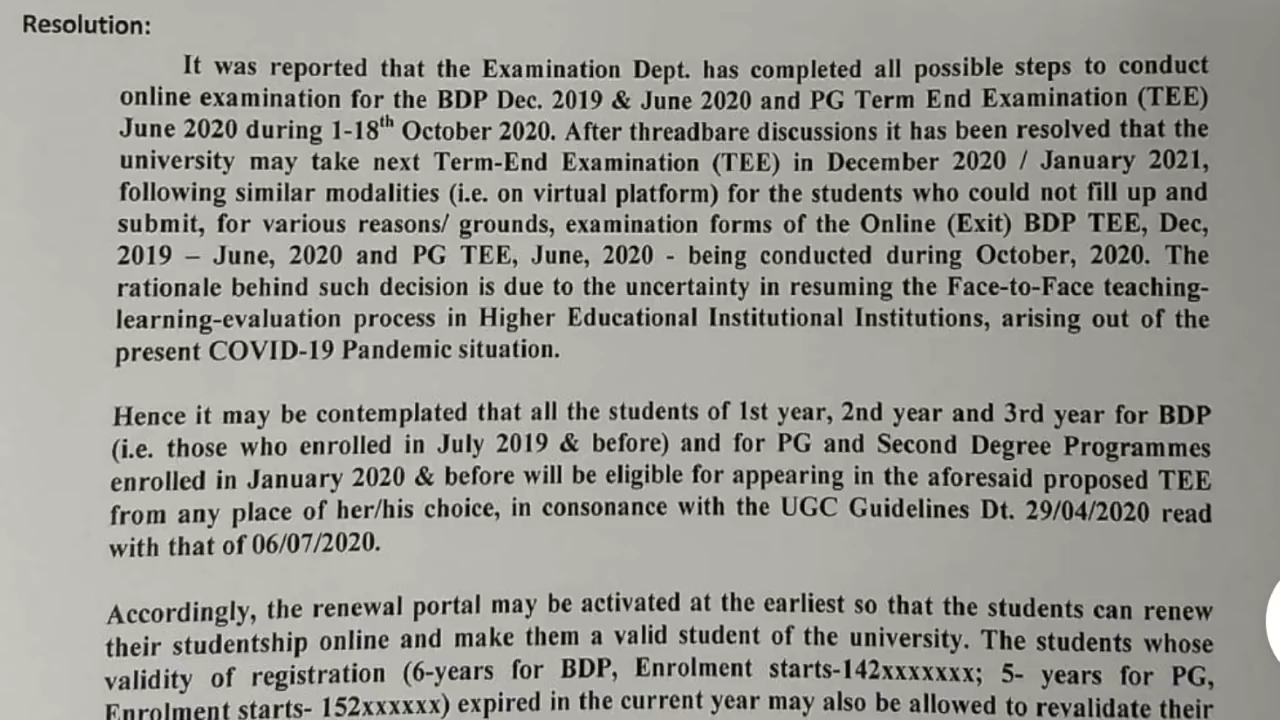 Resolution:
It was reported that the Examination Dept. has completed all possible steps to conduct
online examination for the BDP Dec. 2019 & June 2020 and PG Term End Examination (TEE)
June 2020 during 1-18th October 2020. After threadbare discussions it has been resolved that the
university may take next Term-End Examination (TEE) in December 2020 / January 2021,
following similar modalities (i.e. on virtual platform) for the students who could not fill up and
submit, for various reasons/ grounds, examination forms of the Online (Exit) BDP TEE, Dec,
2019 – June, 2020 and PG TEE, June, 2020 - being conducted during October, 2020. The
rationale behind such decision is due to the uncertainty in resuming the Face-to-Face teaching-
learning-evaluation process in Higher Educational Institutional Institutions, arising out of the
present COVID-19 Pandemic situation.
Hence it may be contemplated that all the students of 1st year, 2nd year and 3rd year for BDP
(i.e. those who enrolled in July 2019 & before) and for PG and Second Degree Programmes
enrolled in January 2020 & before will be eligible for appearing in the aforesaid proposed TEE
from any place of her/his choice, in consonance with the UGC Guidelines Dt. 29/04/2020 read
with that of 06/07/2020.
Accordingly, the renewal portal may be activated at the earliest so that the students can renew
their studentship online and make them a valid student of the university. The students whose
validity of registration (6-years for BDP, Enrolment starts-142xxxxxxx; 5- years for PG,
Enrolment starts- 152xxxxxx) expired in the current year may also be allowed to revalidate their